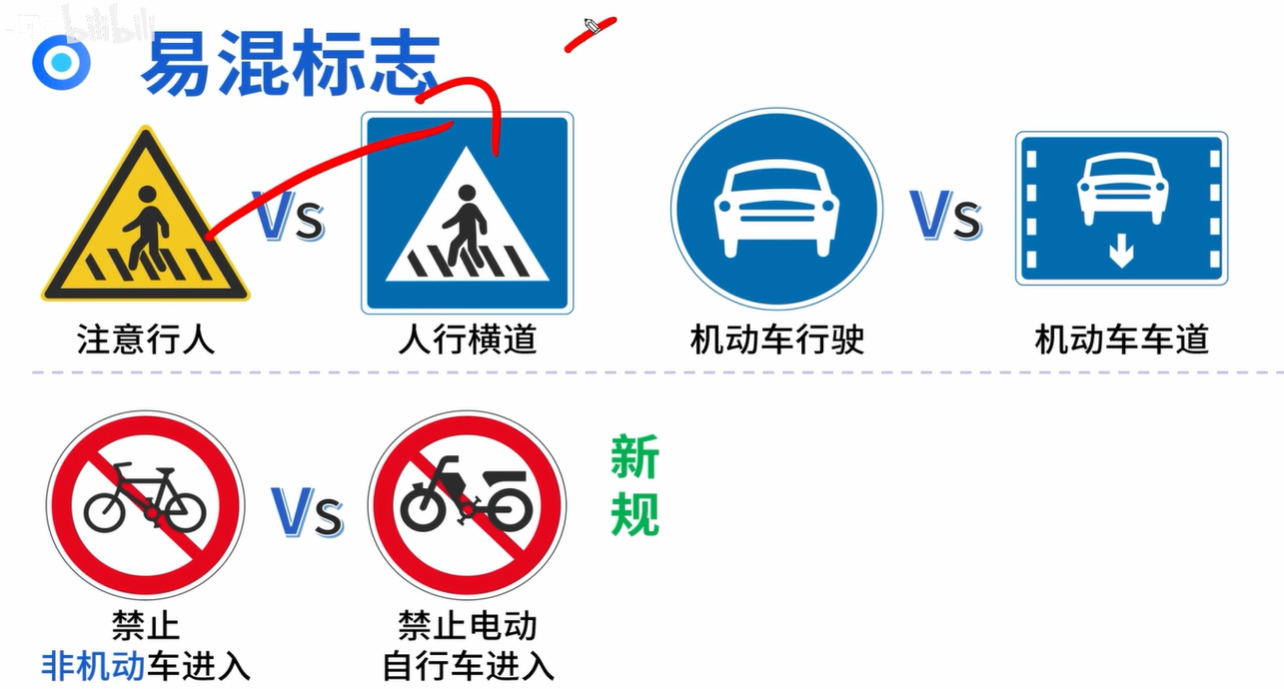 bilibili
易混标志
Vs
Vs
注意行人
人行横道
机动车行驶
机动车车道
Vs
新
规
禁止
非机动车进入
禁止电动
自行车进入